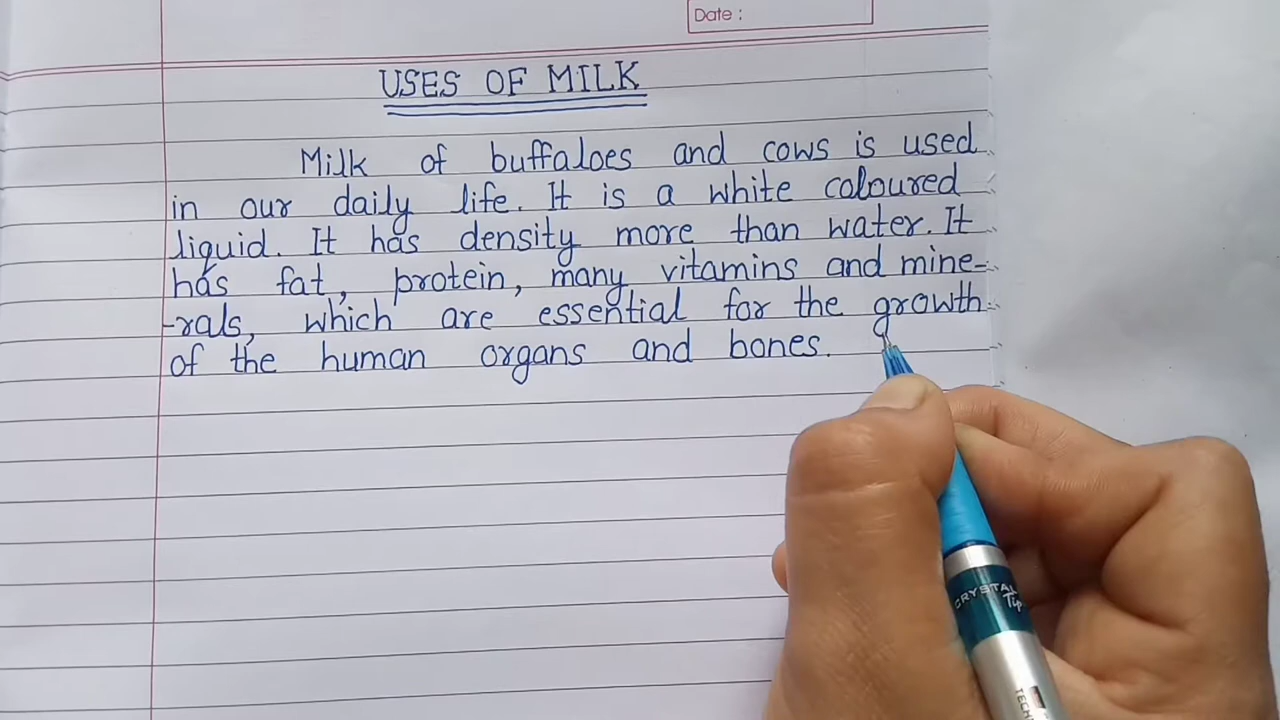 Date :
USES OF MILK
Milk of buffaloes and cows is used
in our daily life. It is a white coloured
liquid. It has density more than water. It
has fat, protein, many vitamins and mine-
-rals, which are essential for the growth
of the human organs and bones.
CRYSTAL
Tip